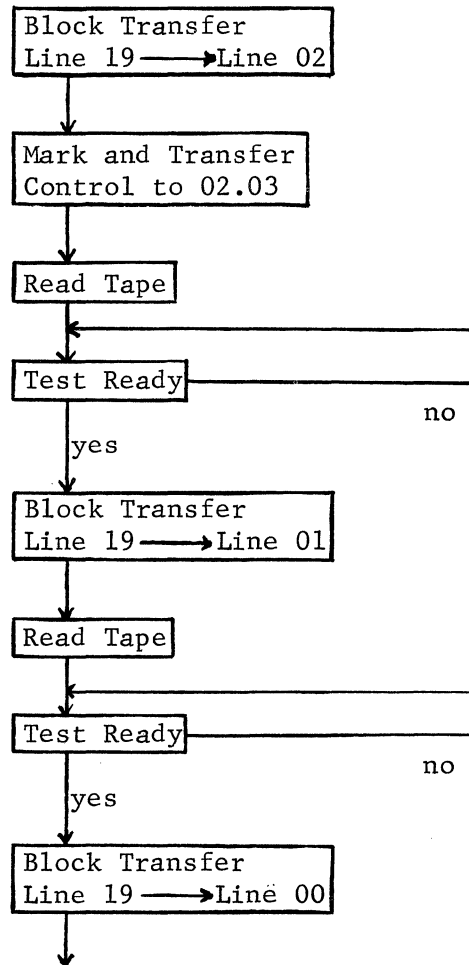 Block Transfer
Line 19 → Line 02
Mark and Transfer
Control to 02.03
Read Tape
Test Ready
no
yes
Block Transfer
Line 19 → Line 01
Read Tape
Test Ready
no
yes
Block Transfer
Line 19 → Line 00